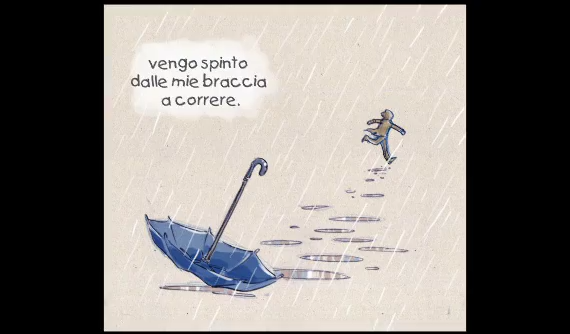 vengo spinto
dalle mie braccia
a correre.